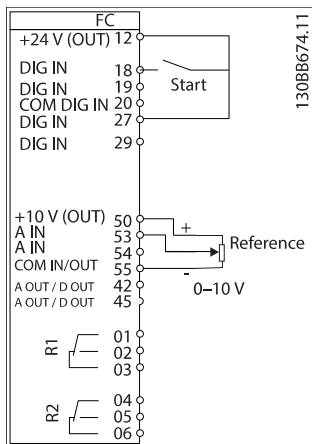 FC
+24 V (OUT) 12
DIG IN 18
DIG IN 19
COM DIG IN 20
DIG IN 27
DIG IN 29
Start
+10 V (OUT) 50
A IN 53
A IN 54
COM IN/OUT 55
A OUT / D OUT 42
A OUT / D OUT 45
+
Reference
-
0–10 V
R1
01
02
03
R2
04
05
06
130BB674.11